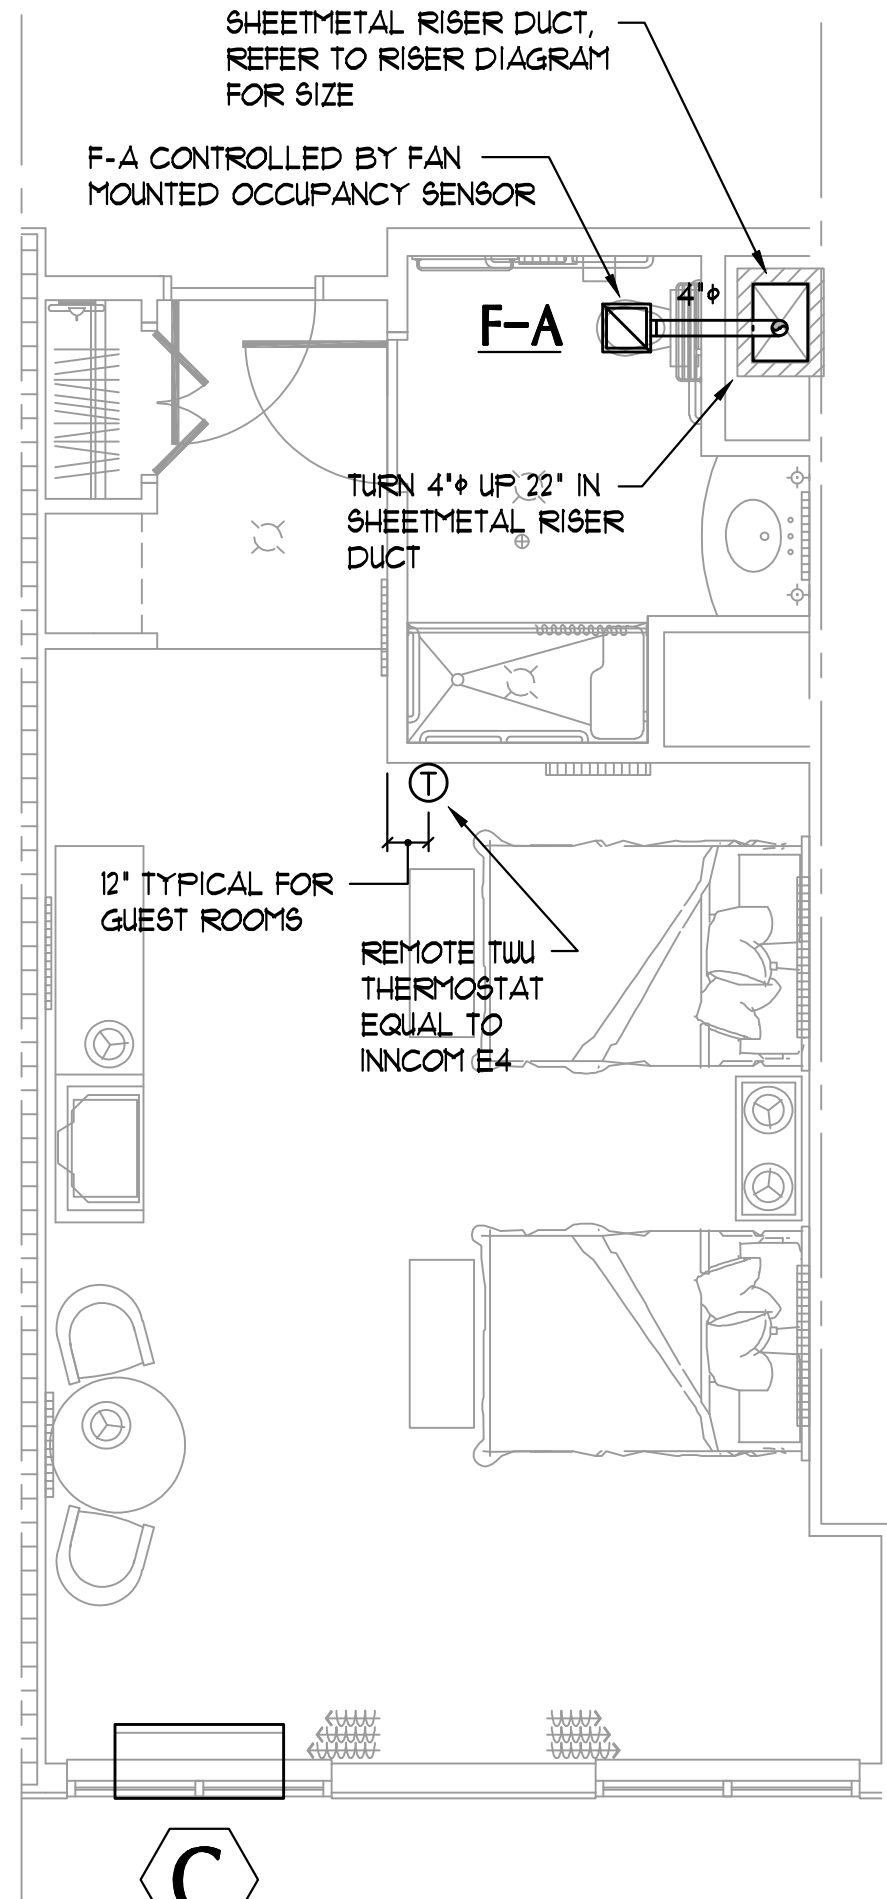 SHEETMETAL RISER DUCT,
REFER TO RISER DIAGRAM
FOR SIZE
F-A CONTROLLED BY FAN
MOUNTED OCCUPANCY SENSOR
4"ϕ
F-A
TURN 4"ϕ UP 22" IN
SHEETMETAL RISER
DUCT
T
12" TYPICAL FOR
GUEST ROOMS
REMOTE TWU
THERMOSTAT
EQUAL TO
INNCOM E4
C